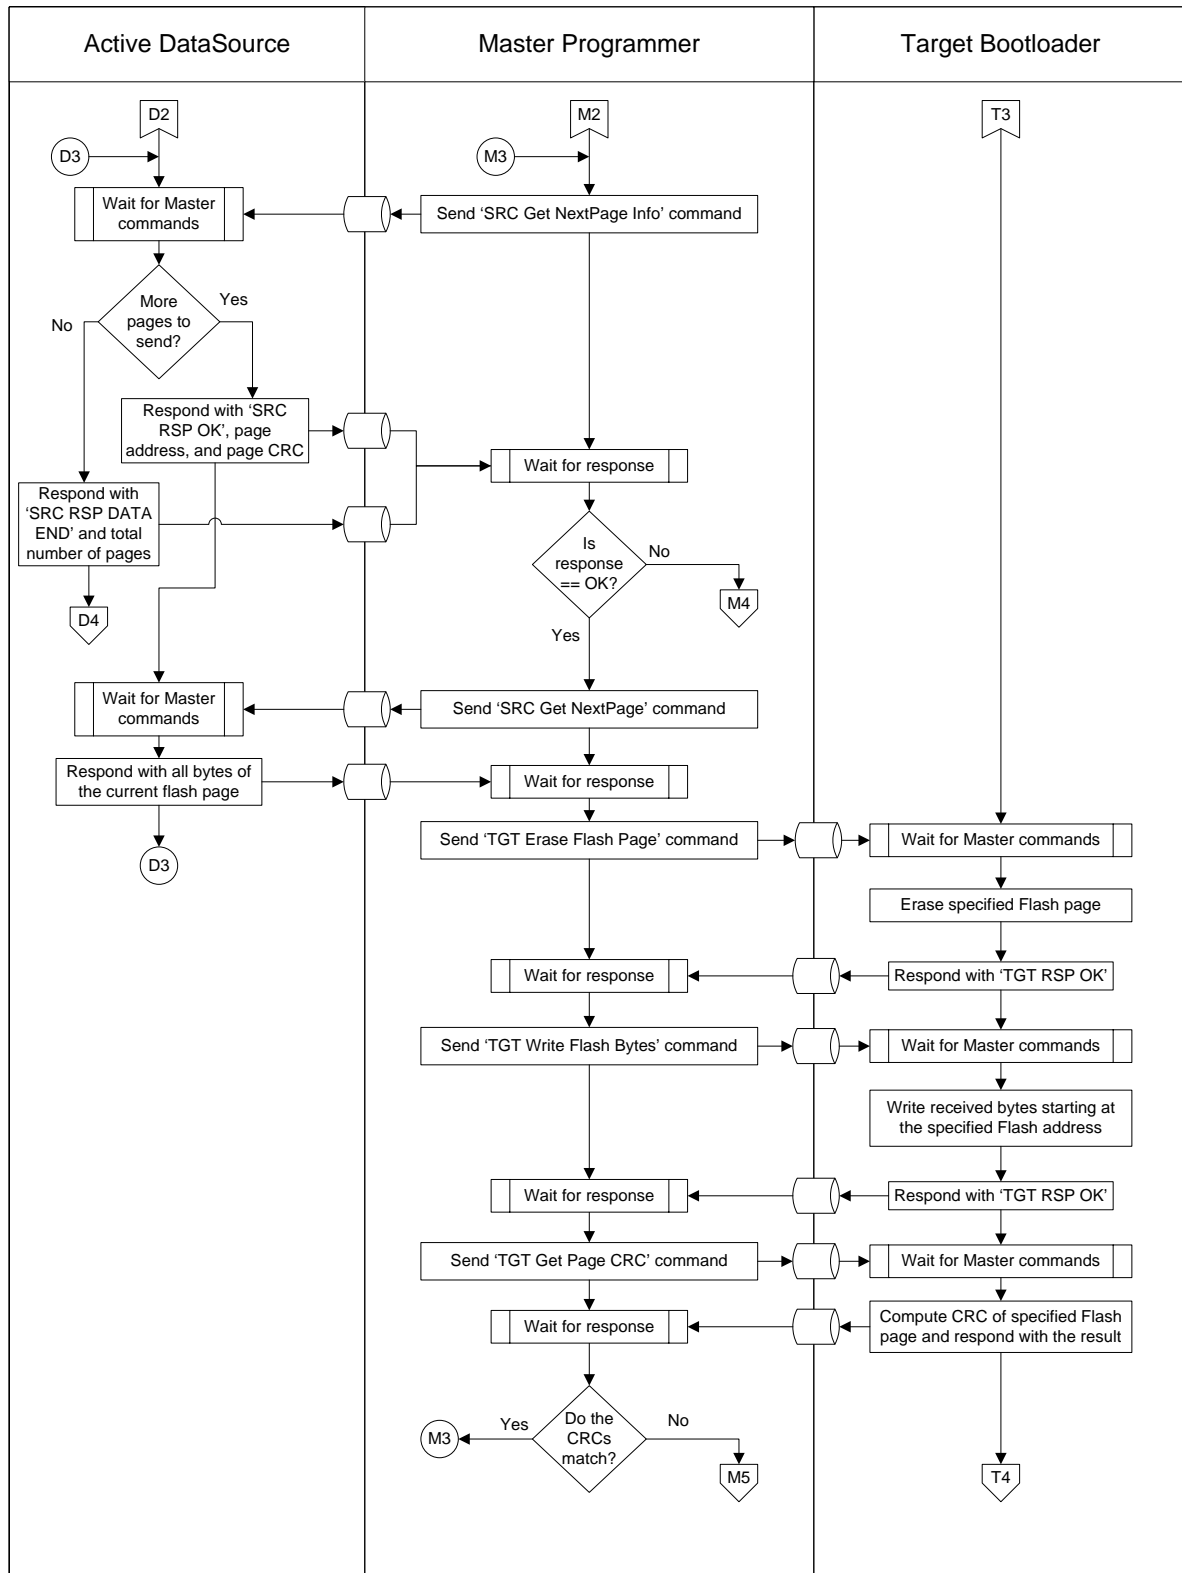 Active DataSource
Master Programmer
Target Bootloader
D2
M2
T3
D3
M3
Wait for Master
commands
Send ‘SRC Get NextPage Info’ command
More
pages to
send?
Yes
No
Respond with ‘SRC
RSP OK’, page
address, and page CRC
Wait for response
Respond with
‘SRC RSP DATA
END’ and total
number of pages
Is
response
== OK?
No
M4
D4
Yes
Wait for Master
commands
Send ‘SRC Get NextPage’ command
Respond with all bytes of
the current flash page
Wait for response
Send ‘TGT Erase Flash Page’ command
Wait for Master commands
D3
Erase specified Flash page
Wait for response
Respond with ‘TGT RSP OK’
Send ‘TGT Write Flash Bytes’ command
Wait for Master commands
Write received bytes starting at
the specified Flash address
Wait for response
Respond with ‘TGT RSP OK’
Send ‘TGT Get Page CRC’ command
Wait for Master commands
Wait for response
Compute CRC of specified Flash
page and respond with the result
Do the
CRCs
match?
Yes
No
M3
M5
T4